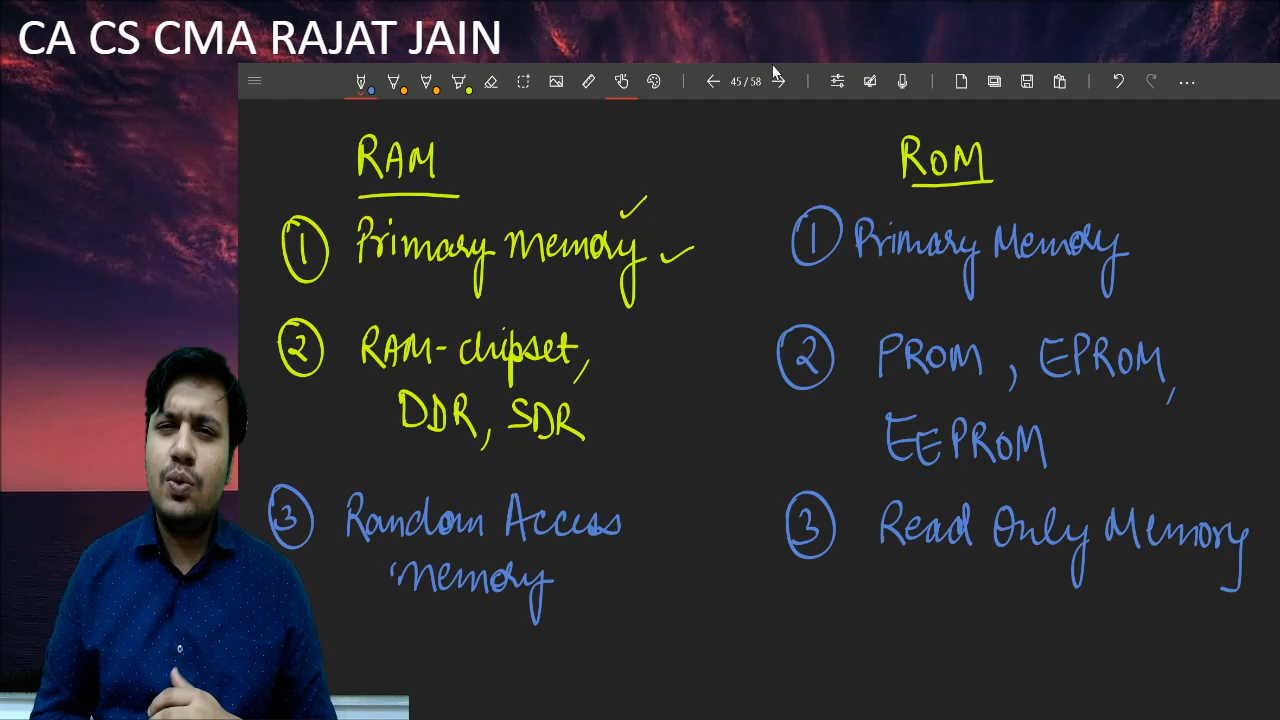 CA CS CMA RAJAT JAIN
45 / 58
RAM
ROM
1 Primary Memory
1 Primary Memory
2 RAM-chipset,
DDR, SDR
2 PROM, EPROM,
EEPROM
3 Random Access
Memory
3 Read Only Memory